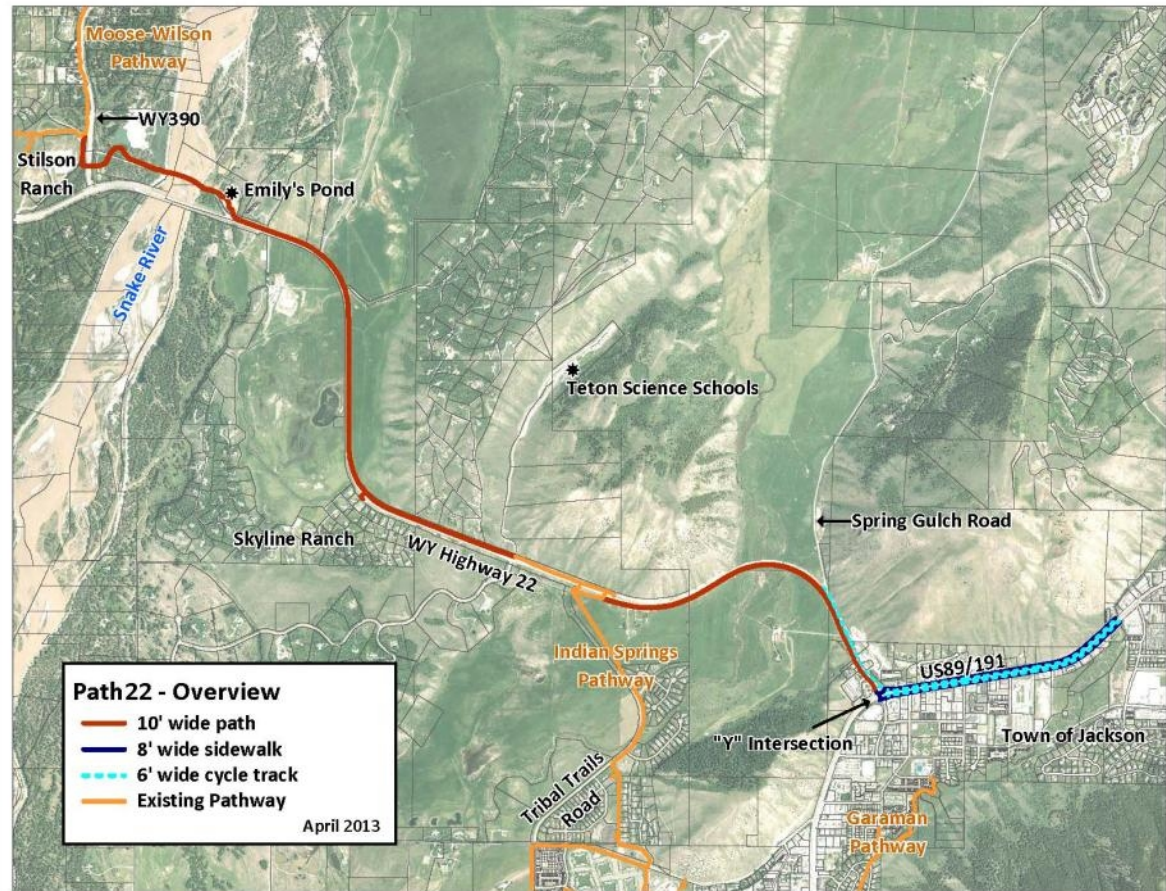 Moose-Wilson
Pathway
WY390
Stilson
Ranch
Emily's Pond
Snake River
Teton Science Schools
Spring Gulch Road
Skyline Ranch
WY Highway 22
Indian Springs
Pathway
US89/191
"Y" Intersection
Town of Jackson
Tribal Trails
Road
Garaman
Pathway
Path22 - Overview
10' wide path
8' wide sidewalk
6' wide cycle track
Existing Pathway
April 2013